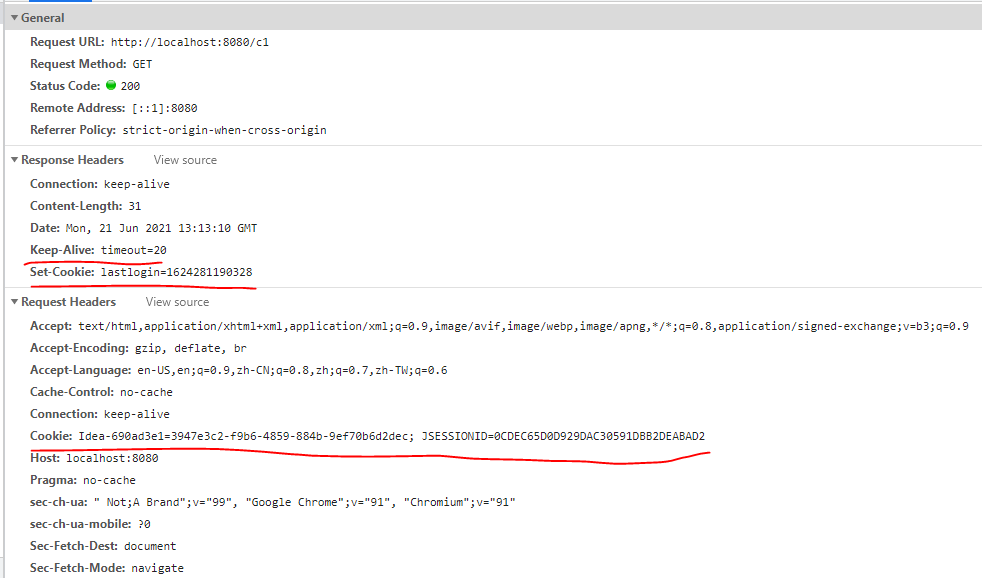 General
Request URL: http://localhost:8080/c1
Request Method: GET
Status Code: 200
Remote Address: [::1]:8080
Referrer Policy: strict-origin-when-cross-origin
Response Headers View source
Connection: keep-alive
Content-Length: 31
Date: Mon, 21 Jun 2021 13:13:10 GMT
Keep-Alive: timeout=20
Set-Cookie: lastlogin=1624281190328
Request Headers View source
Accept: text/html,application/xhtml+xml,application/xml;q=0.9,image/avif,image/webp,image/apng,*/*;q=0.8,application/signed-exchange;v=b3;q=0.9
Accept-Encoding: gzip, deflate, br
Accept-Language: en-US,en;q=0.9,zh-CN;q=0.8,zh;q=0.7,zh-TW;q=0.6
Cache-Control: no-cache
Connection: keep-alive
Cookie: Idea-690ad3e1=3947e3c2-f9b6-4859-884b-9ef70b6d2dec; JSESSIONID=0CDEC65D0D929DAC30591DBB2DEABAD2
Host: localhost:8080
Pragma: no-cache
sec-ch-ua: " Not;A Brand";v="99", "Google Chrome";v="91", "Chromium";v="91"
sec-ch-ua-mobile: ?0
Sec-Fetch-Dest: document
Sec-Fetch-Mode: navigate